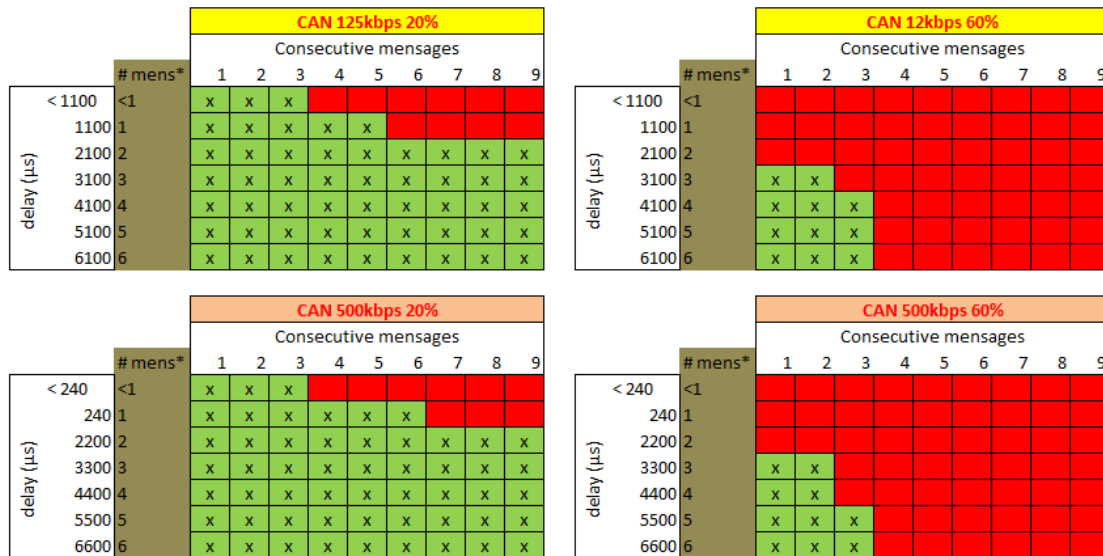 CAN 125kbps 20%
Consecutive mensages
# mens* 1 2 3 4 5 6 7 8 9
delay (µs)
< 1100 <1 x x x
1100 1 x x x x x
2100 2 x x x x x x x x x
3100 3 x x x x x x x x x
4100 4 x x x x x x x x x
5100 5 x x x x x x x x x
6100 6 x x x x x x x x x
CAN 12kbps 60%
Consecutive mensages
# mens* 1 2 3 4 5 6 7 8 9
delay (µs)
< 1100 <1
1100 1
2100 2
3100 3 x x
4100 4 x x x
5100 5 x x x
6100 6 x x x
CAN 500kbps 20%
Consecutive mensages
# mens* 1 2 3 4 5 6 7 8 9
delay (µs)
< 240 <1 x x x
240 1 x x x x x x
2200 2 x x x x x x x x x
3300 3 x x x x x x x x x
4400 4 x x x x x x x x x
5500 5 x x x x x x x x x
6600 6 x x x x x x x x x
CAN 500kbps 60%
Consecutive mensages
# mens* 1 2 3 4 5 6 7 8 9
delay (µs)
< 240 <1
240 1
2200 2
3300 3 x x
4400 4 x x
5500 5 x x x
6600 6 x x x